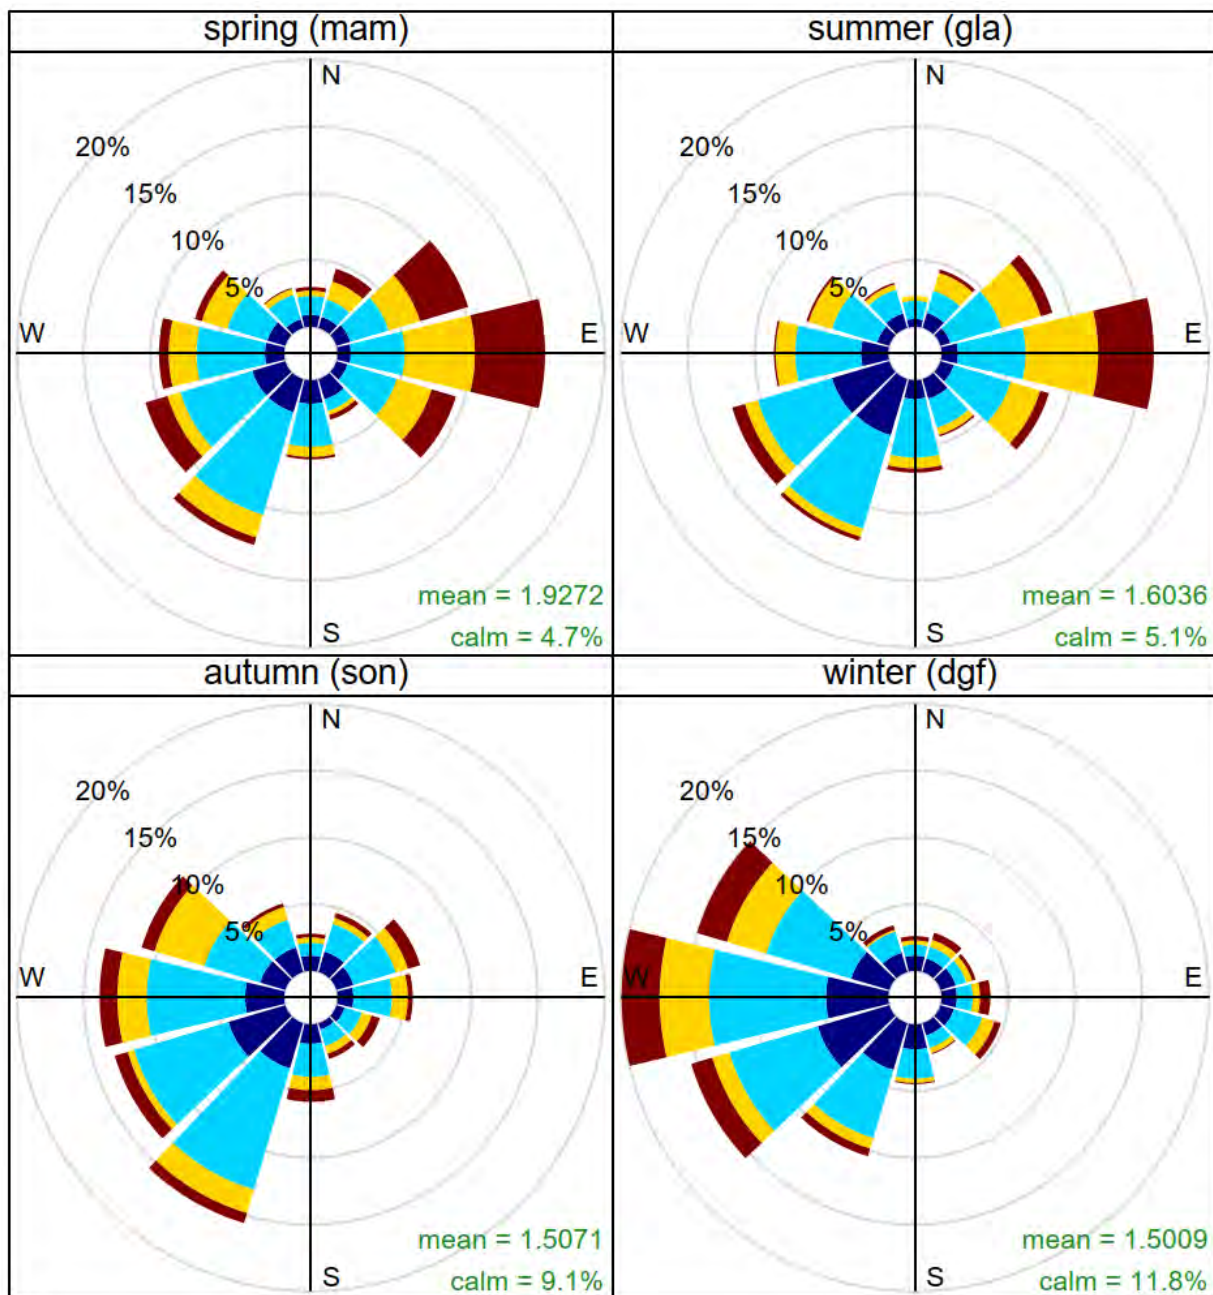 spring (mam)
summer (gla)
N
20%
15%
10%
5%
W
E
S
mean = 1.9272
calm = 4.7%
N
20%
15%
10%
5%
W
E
S
mean = 1.6036
calm = 5.1%
autumn (son)
winter (dgf)
N
20%
15%
10%
5%
W
E
S
mean = 1.5071
calm = 9.1%
N
20%
15%
10%
5%
W
E
S
mean = 1.5009
calm = 11.8%